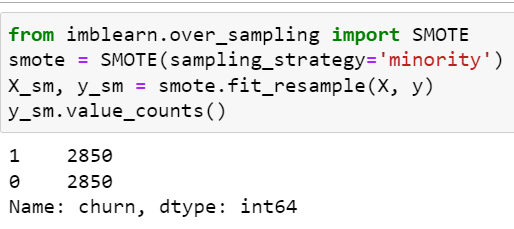 from imblearn.over_sampling import SMOTE
smote = SMOTE(sampling_strategy='minority')
X_sm, y_sm = smote.fit_resample(X, y)
y_sm.value_counts()
1    2850
0    2850
Name: churn, dtype: int64